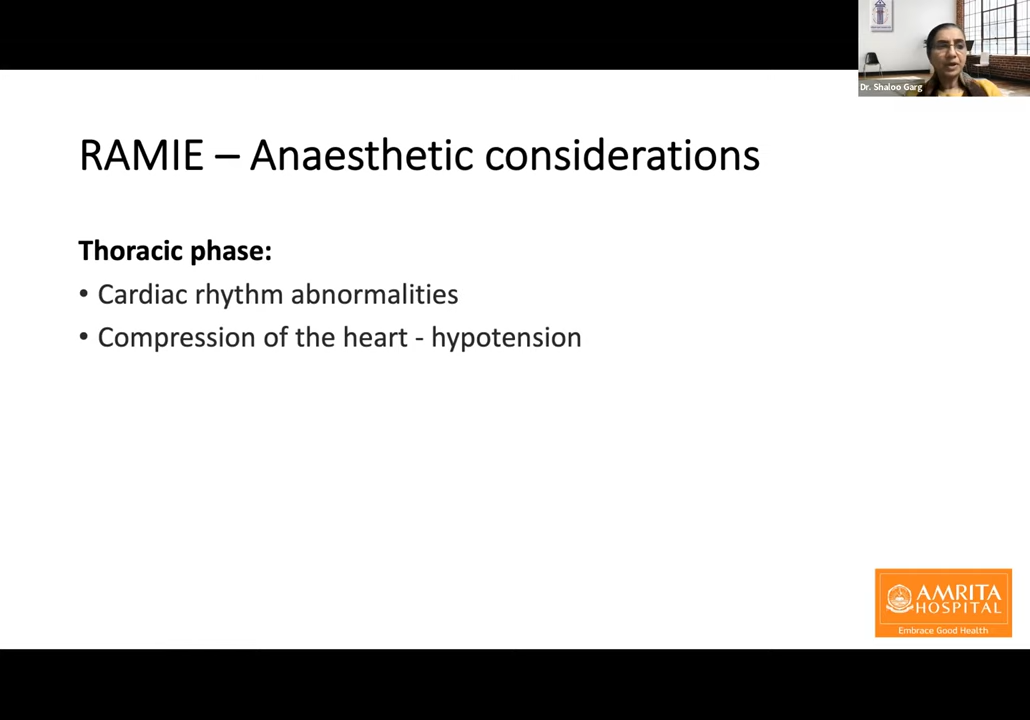 Dr. Shaloo Garg
RAMIE – Anaesthetic considerations
Thoracic phase:
• Cardiac rhythm abnormalities
• Compression of the heart - hypotension
AMRITA
HOSPITAL
Embrace Good Health